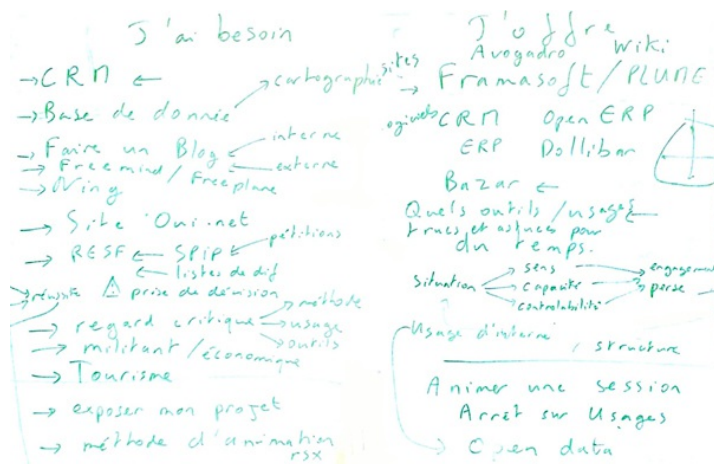 J'ai besoin
→ CRM ←
→ Base de donnée → cartographie
→ Faire un Blog ← interne
← externe
→ Freemind / Freeplane
→ Ning
→ Site Oui.net
→ RESF ← SPIP ← pétitions
← listes de dif
→ réussite ⚠ prise de décision
→ regard critique → méthode
→ usage
→ outils
→ militant / économique
→ Tourisme
→ exposer mon projet
→ méthode d'animation
rsx
J'offre
Avogadro Wiki
sites → Framasoft / PLUME
logiciels CRM Open ERP
ERP Dollibar
Bazar ←
Quels outils / usages ←
trucs et astuces pour
du temps.
Situation → sens → engagement
→ capacité → perse
→ controlabilité
Usage d'interne
/ structure
Animer une session
Arrêt sur Usages
→ Open data